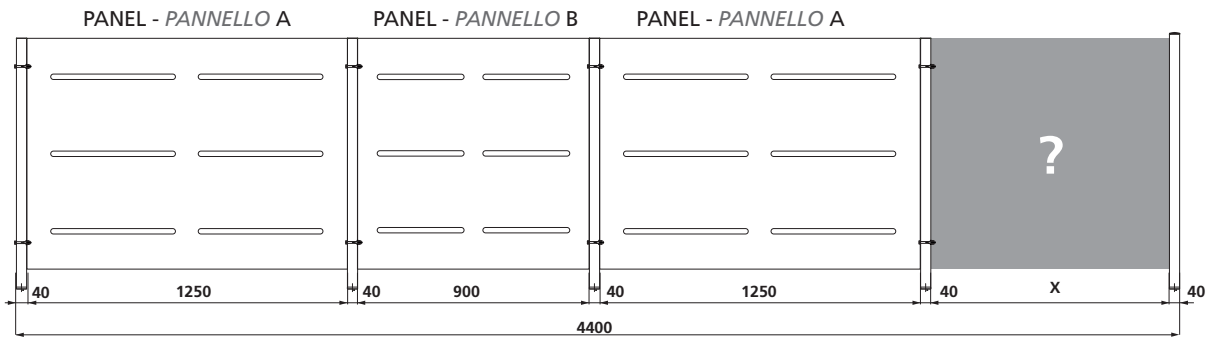 PANEL - PANNELLO A PANEL - PANNELLO B PANEL - PANNELLO A
?
40 1250 40 900 40 1250 40 X 40
4400